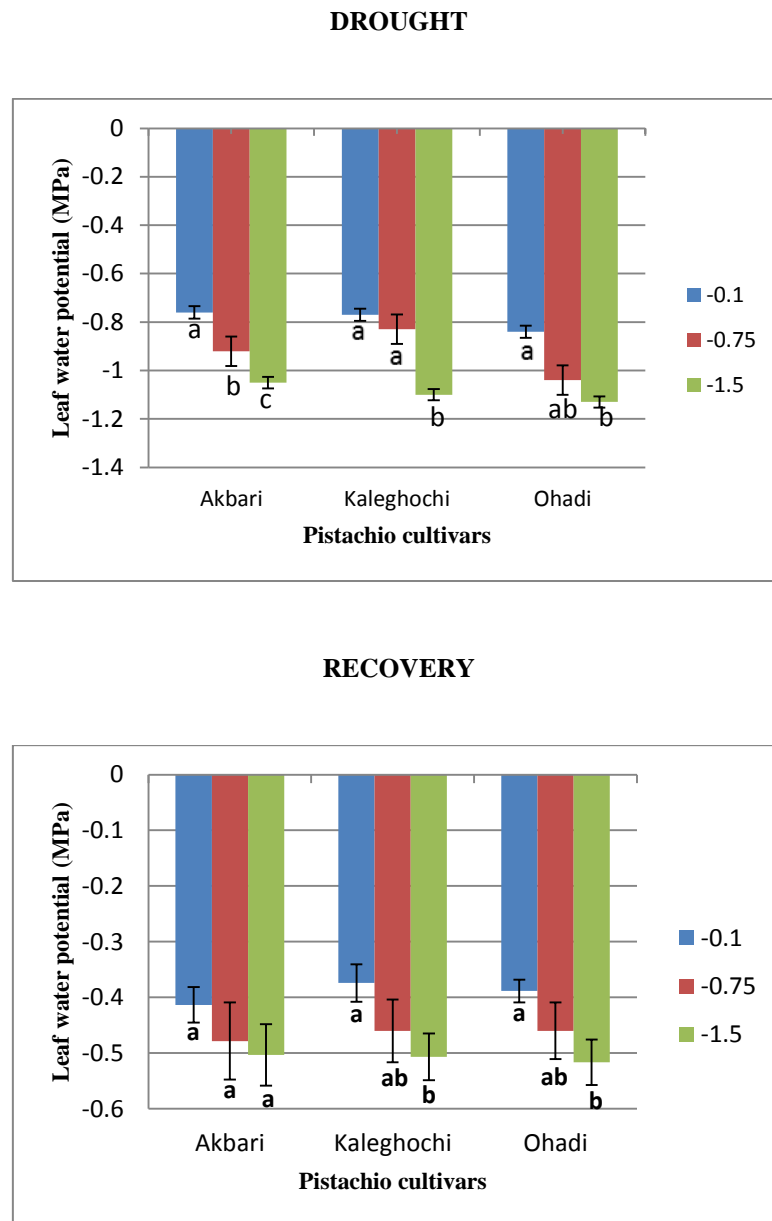 DROUGHT
0
-0.2
-0.4
-0.6
-0.8
-1
-1.2
-1.4
Leaf water potential (MPa)
a b c a a b a ab b
-0.1
-0.75
-1.5
Akbari Kaleghochi Ohadi
Pistachio cultivars
RECOVERY
0
-0.1
-0.2
-0.3
-0.4
-0.5
-0.6
Leaf water potential (MPa)
a a a a ab b a ab b
-0.1
-0.75
-1.5
Akbari Kaleghochi Ohadi
Pistachio cultivars